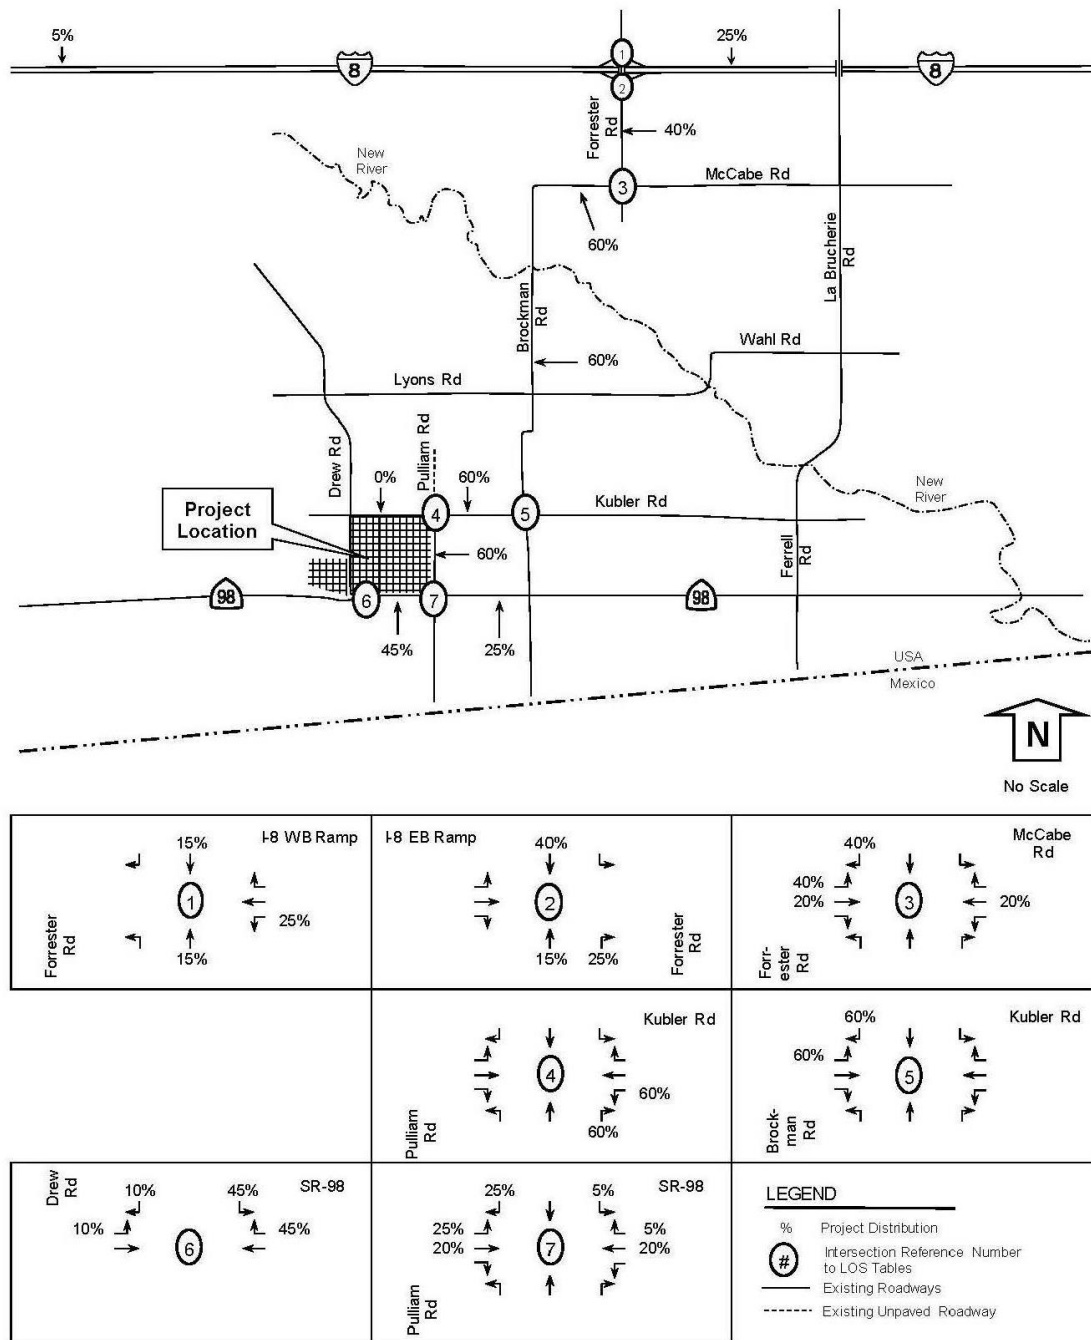 5%
25%
8
8
1
2
Forrester
Rd
40%
New
River
3
McCabe Rd
60%
La Brucherie
Rd
Brockman
Rd
Wahl Rd
60%
Lyons Rd
Drew Rd
Pulliam Rd
0%
60%
New
River
Project
Location
4
5
Kubler Rd
60%
Ferrell
Rd
98
6
7
98
45%
25%
USA
Mexico
N
No Scale
15%
I-8 WB Ramp
1
25%
Forrester
Rd
15%
I-8 EB Ramp
40%
2
15%
25%
Forrester
Rd
40%
McCabe
Rd
40%
20%
3
20%
For-
ester
Rd
Kubler Rd
4
60%
60%
Pulliam
Rd
60%
Kubler Rd
60%
5
Brock-
man
Rd
Drew
Rd
10%
45%
SR-98
10%
45%
6
25%
5%
SR-98
25%
20%
7
5%
20%
Pulliam
Rd
LEGEND
% Project Distribution
# Intersection Reference Number
to LOS Tables
Existing Roadways
Existing Unpaved Roadway